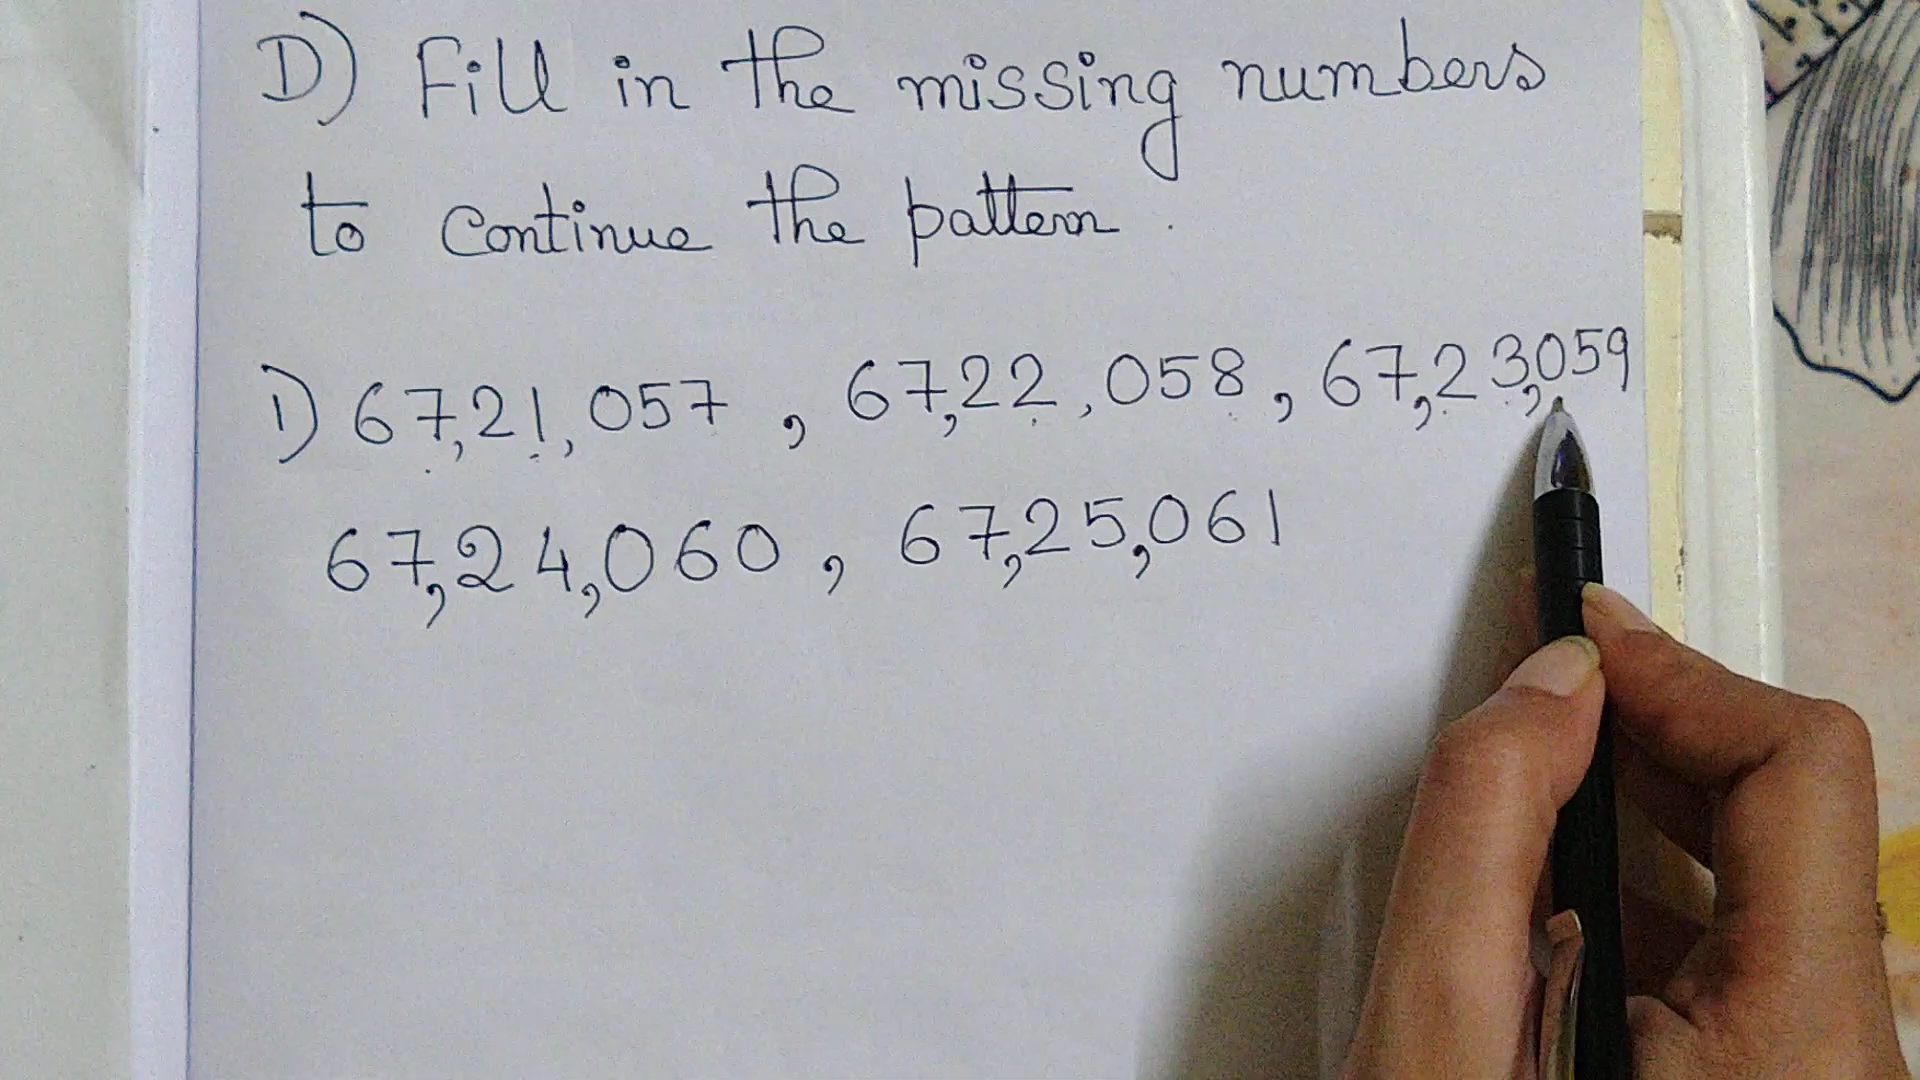 D) Fill in the missing numbers
to continue the pattern.
1) 67,21,057 , 67,22,058, 67,23,059
67,24,060, 67,25,061